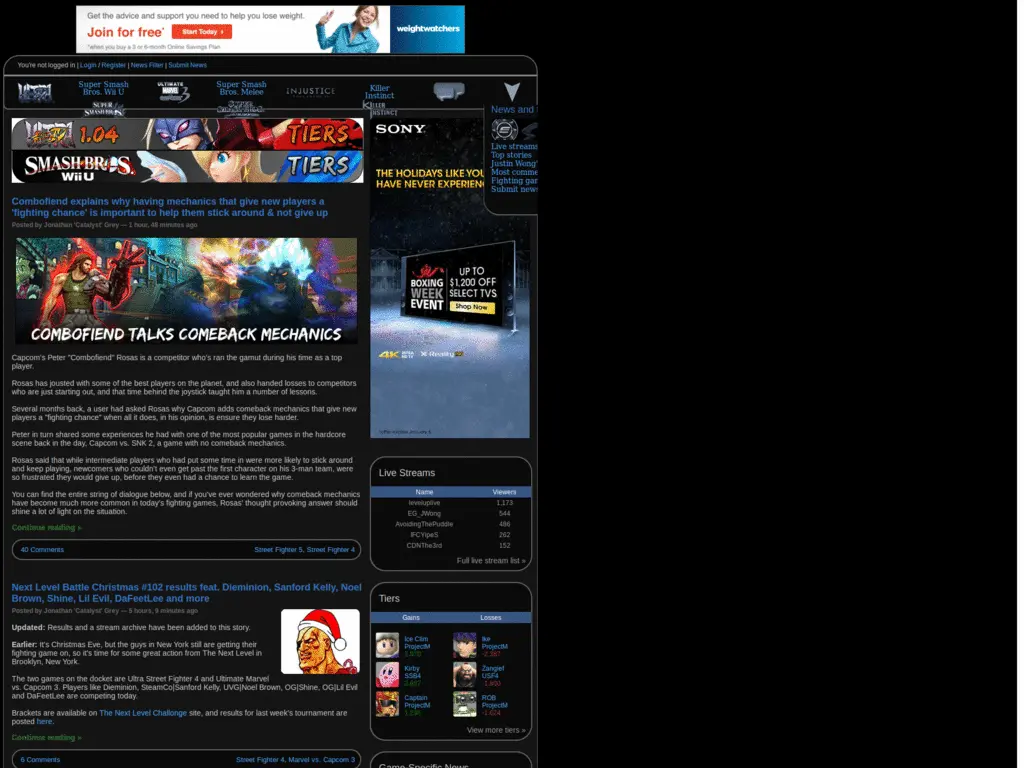 Get the advice and support you need to help you lose weight.
Join for free*
Start Today ›
*when you buy a 3 or 6-month Online Savings Plan
weightwatchers
You're not logged in | Login / Register | News Filter | Submit News
Super Smash Bros. Wii U
ULTIMATE MARVEL 3
Super Smash Bros. Melee
INJUSTICE
Killer Instinct
SUPER SMASH BROS.
KILLER INSTINCT
News and
Live streams
Top stories
Justin Wong'
Most comme
Fighting gam
Submit news
ULTRA IV 1.04 TIERS
SMASH BROS. WiiU TIERS
SONY
THE HOLIDAYS LIKE YOU
HAVE NEVER EXPERIEN
BOXING WEEK EVENT
UP TO $1,200 OFF SELECT TVS
Shop Now
4K
X-Reality PRO
Combofiend explains why having mechanics that give new players a
'fighting chance' is important to help them stick around & not give up
Posted by Jonathan 'Catalyst' Grey — 1 hour, 48 minutes ago
COMBOFIEND TALKS COMEBACK MECHANICS
Capcom's Peter "Combofiend" Rosas is a competitor who's ran the gamut during his time as a top
player.
Rosas has jousted with some of the best players on the planet, and also handed losses to competitors
who are just starting out, and that time behind the joystick taught him a number of lessons.
Several months back, a user had asked Rosas why Capcom adds comeback mechanics that give new
players a "fighting chance" when all it does, in his opinion, is ensure they lose harder.
Peter in turn shared some experiences he had with one of the most popular games in the hardcore
scene back in the day, Capcom vs. SNK 2, a game with no comeback mechanics.
Rosas said that while intermediate players who had put some time in were more likely to stick around
and keep playing, newcomers who couldn't even get past the first character on his 3-man team, were
so frustrated they would give up, before they even had a chance to learn the game.
You can find the entire string of dialogue below, and if you've ever wondered why comeback mechanics
have become much more common in today's fighting games, Rosas' thought provoking answer should
shine a lot of light on the situation.
Continue reading »
40 Comments
Street Fighter 5, Street Fighter 4
Next Level Battle Christmas #102 results feat. Dieminion, Sanford Kelly, Noel
Brown, Shine, Lil Evil, DaFeetLee and more
Posted by Jonathan 'Catalyst' Grey — 5 hours, 9 minutes ago
Updated: Results and a stream archive have been added to this story.
Earlier: It's Christmas Eve, but the guys in New York still are getting their
fighting game on, so it's time for some great action from The Next Level in
Brooklyn, New York.
The two games on the docket are Ultra Street Fighter 4 and Ultimate Marvel
vs. Capcom 3. Players like Dieminion, SteamCo|Sanford Kelly, UVG|Noel Brown, OG|Shine, OG|Lil Evil
and DaFeetLee are competing today.
Brackets are available on The Next Level Challonge site, and results for last week's tournament are
posted here.
Continue reading »
6 Comments
Street Fighter 4, Marvel vs. Capcom 3
Live Streams
Name Viewers
leveluplive 1,173
EG_JWong 544
AvoidingThePuddle 486
IFCYipeS 262
CDNThe3rd 152
Full live stream list »
Tiers
Gains Losses
Ice Clim ProjectM
Ike ProjectM
Kirby SSB4
Zangief USF4
Captain ProjectM
ROB ProjectM
View more tiers »
Game-Specific News